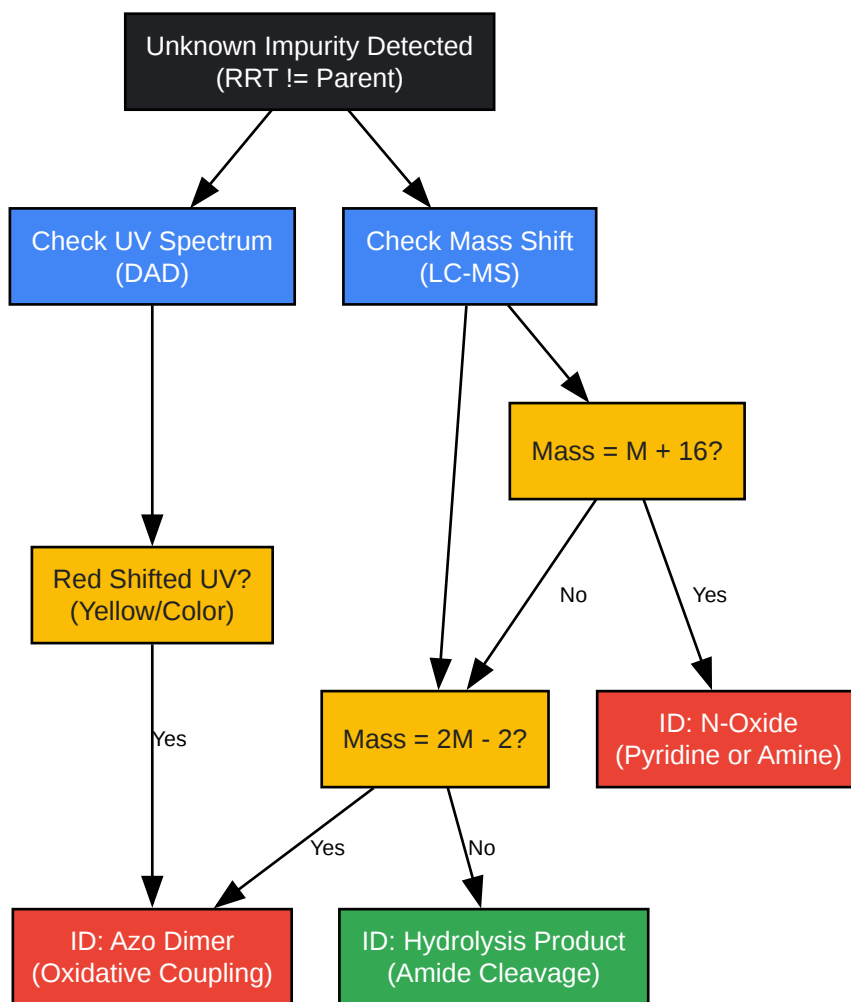 Unknown Impurity Detected
(RRT != Parent)
Check UV Spectrum
(DAD)
Check Mass Shift
(LC-MS)
Mass = M + 16?
Red Shifted UV?
(Yellow/Color)
No
Yes
Mass = 2M - 2?
ID: N-Oxide
(Pyridine or Amine)
Yes
Yes
No
ID: Azo Dimer
(Oxidative Coupling)
ID: Hydrolysis Product
(Amide Cleavage)